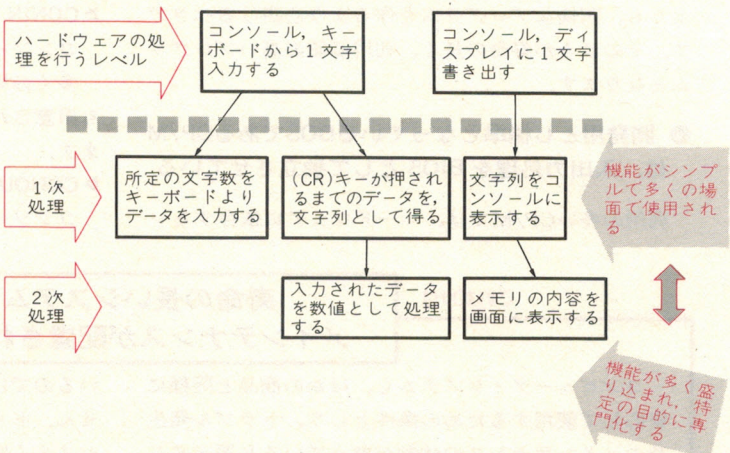 ハードウェアの処
理を行うレベル
コンソール,キー
ボードから1文字
入力する
コンソール,ディ
スプレイに1文字
書き出す
1次
処理
所定の文字数を
キーボードより
データを入力する
(CR)キーが押され
るまでのデータを,
文字列として得る
文字列をコ
ンソールに
表示する
機能がシンプ
ルで多くの場
面で使用され
る
2次
処理
入力されたデータ
を数値として処理
する
メモリの内容を
画面に表示する
機能が多く盛
り込まれ,特
定の目的に専
門化する